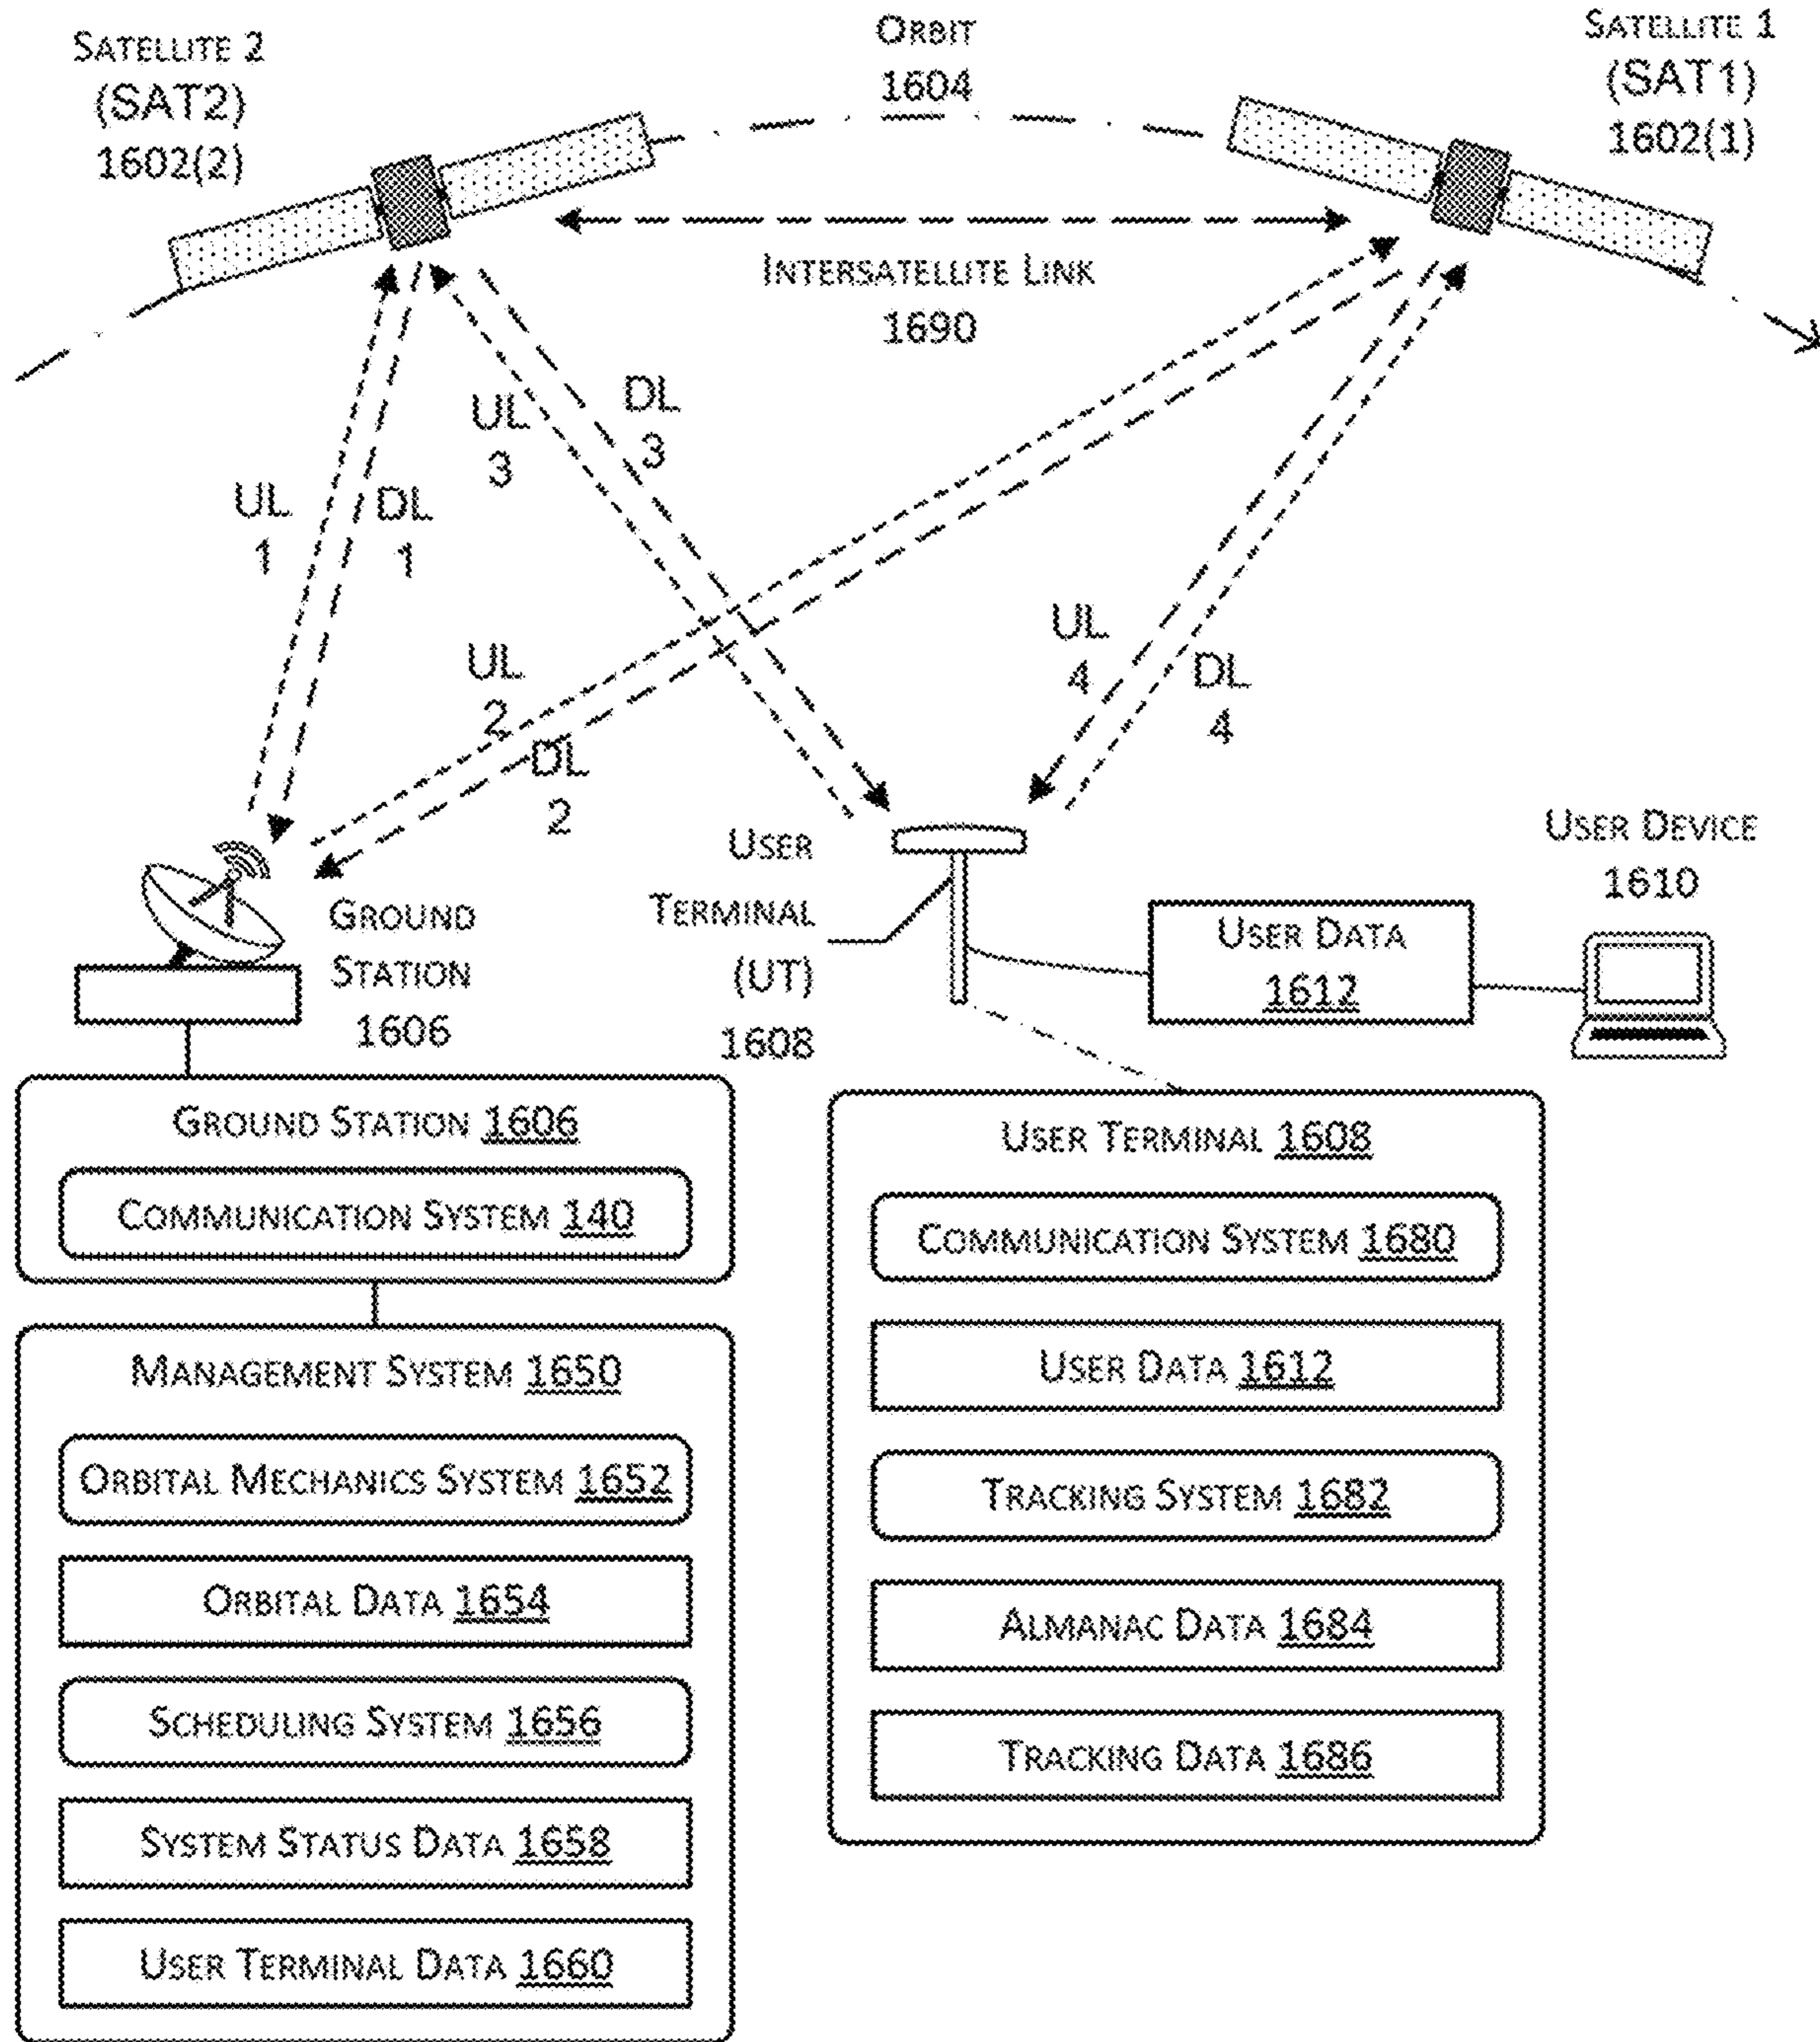 SATELLITE 2
(SAT2)
1602(2)
ORBIT
1604
SATELLITE 1
(SAT1)
1602(1)
INTERSATELLITE LINK
1690
UL
1
DL
1
UL
3
DL
3
UL
2
DL
2
UL
4
DL
4
GROUND
STATION
1606
USER
TERMINAL
(UT)
1608
USER DATA
1612
USER DEVICE
1610
GROUND STATION 1606
COMMUNICATION SYSTEM 140
MANAGEMENT SYSTEM 1650
ORBITAL MECHANICS SYSTEM 1652
ORBITAL DATA 1654
SCHEDULING SYSTEM 1656
SYSTEM STATUS DATA 1658
USER TERMINAL DATA 1660
USER TERMINAL 1608
COMMUNICATION SYSTEM 1680
USER DATA 1612
TRACKING SYSTEM 1682
ALMANAC DATA 1684
TRACKING DATA 1686